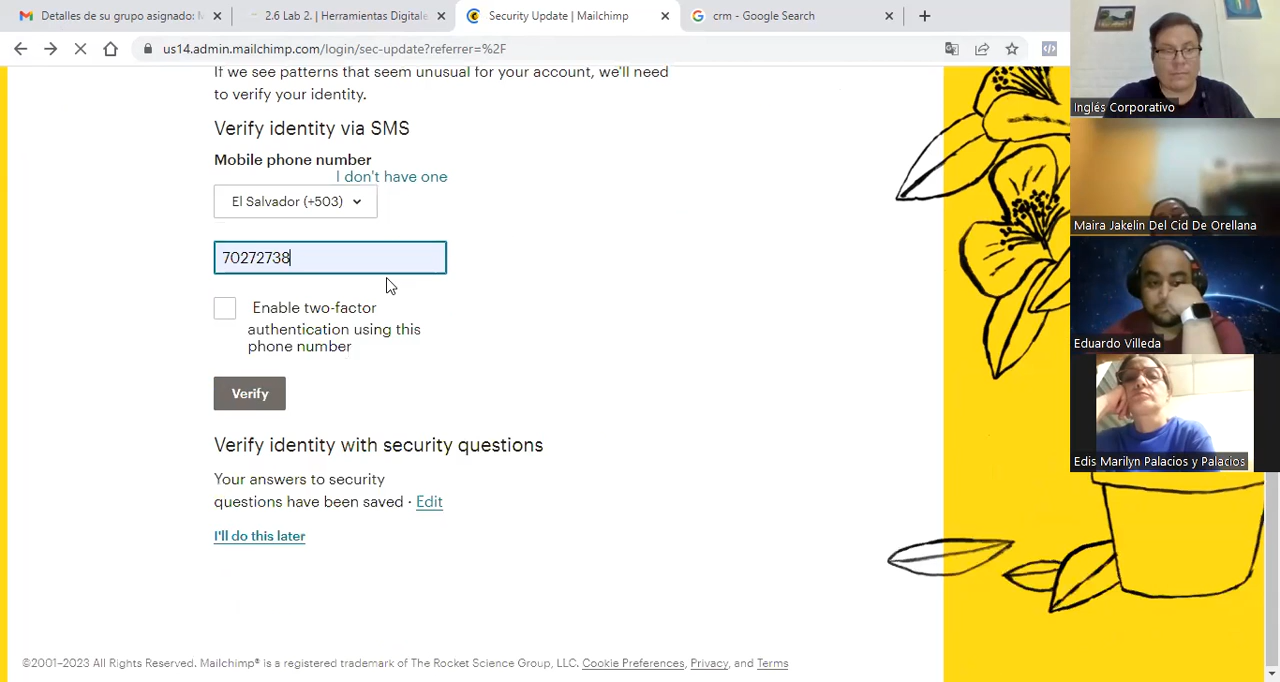 Detalles de su grupo asignado: M
2.6 Lab 2. | Herramientas Digitale
Security Update | Mailchimp
crm - Google Search
us14.admin.mailchimp.com/login/sec-update?referrer=%2F
If we see patterns that seem unusual for your account, we'll need
to verify your identity.
Verify identity via SMS
Mobile phone number
I don't have one
El Salvador (+503)
70272738
Enable two-factor
authentication using this
phone number
Verify
Verify identity with security questions
Your answers to security
questions have been saved · Edit
I'll do this later
©2001–2023 All Rights Reserved. Mailchimp® is a registered trademark of The Rocket Science Group, LLC. Cookie Preferences, Privacy, and Terms
Inglés Corporativo
Maira Jakelin Del Cid De Orellana
Eduardo Villeda
Edis Marilyn Palacios y Palacios